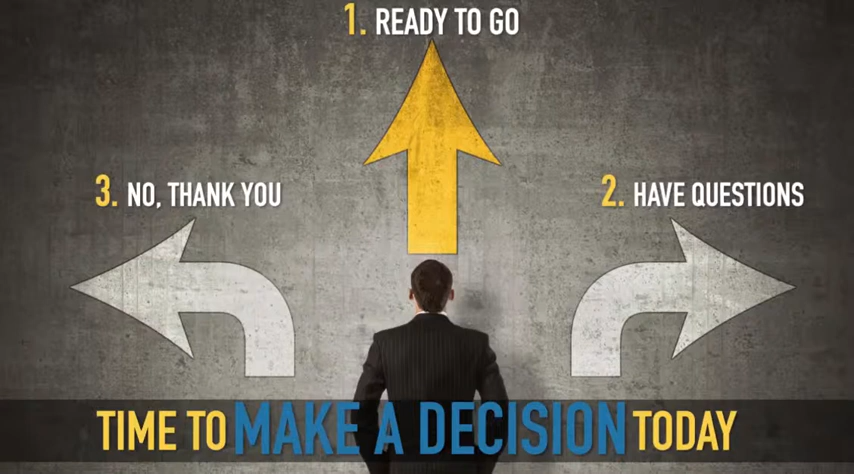 1. READY TO GO
3. NO, THANK YOU
2. HAVE QUESTIONS
TIME TO MAKE A DECISION TODAY